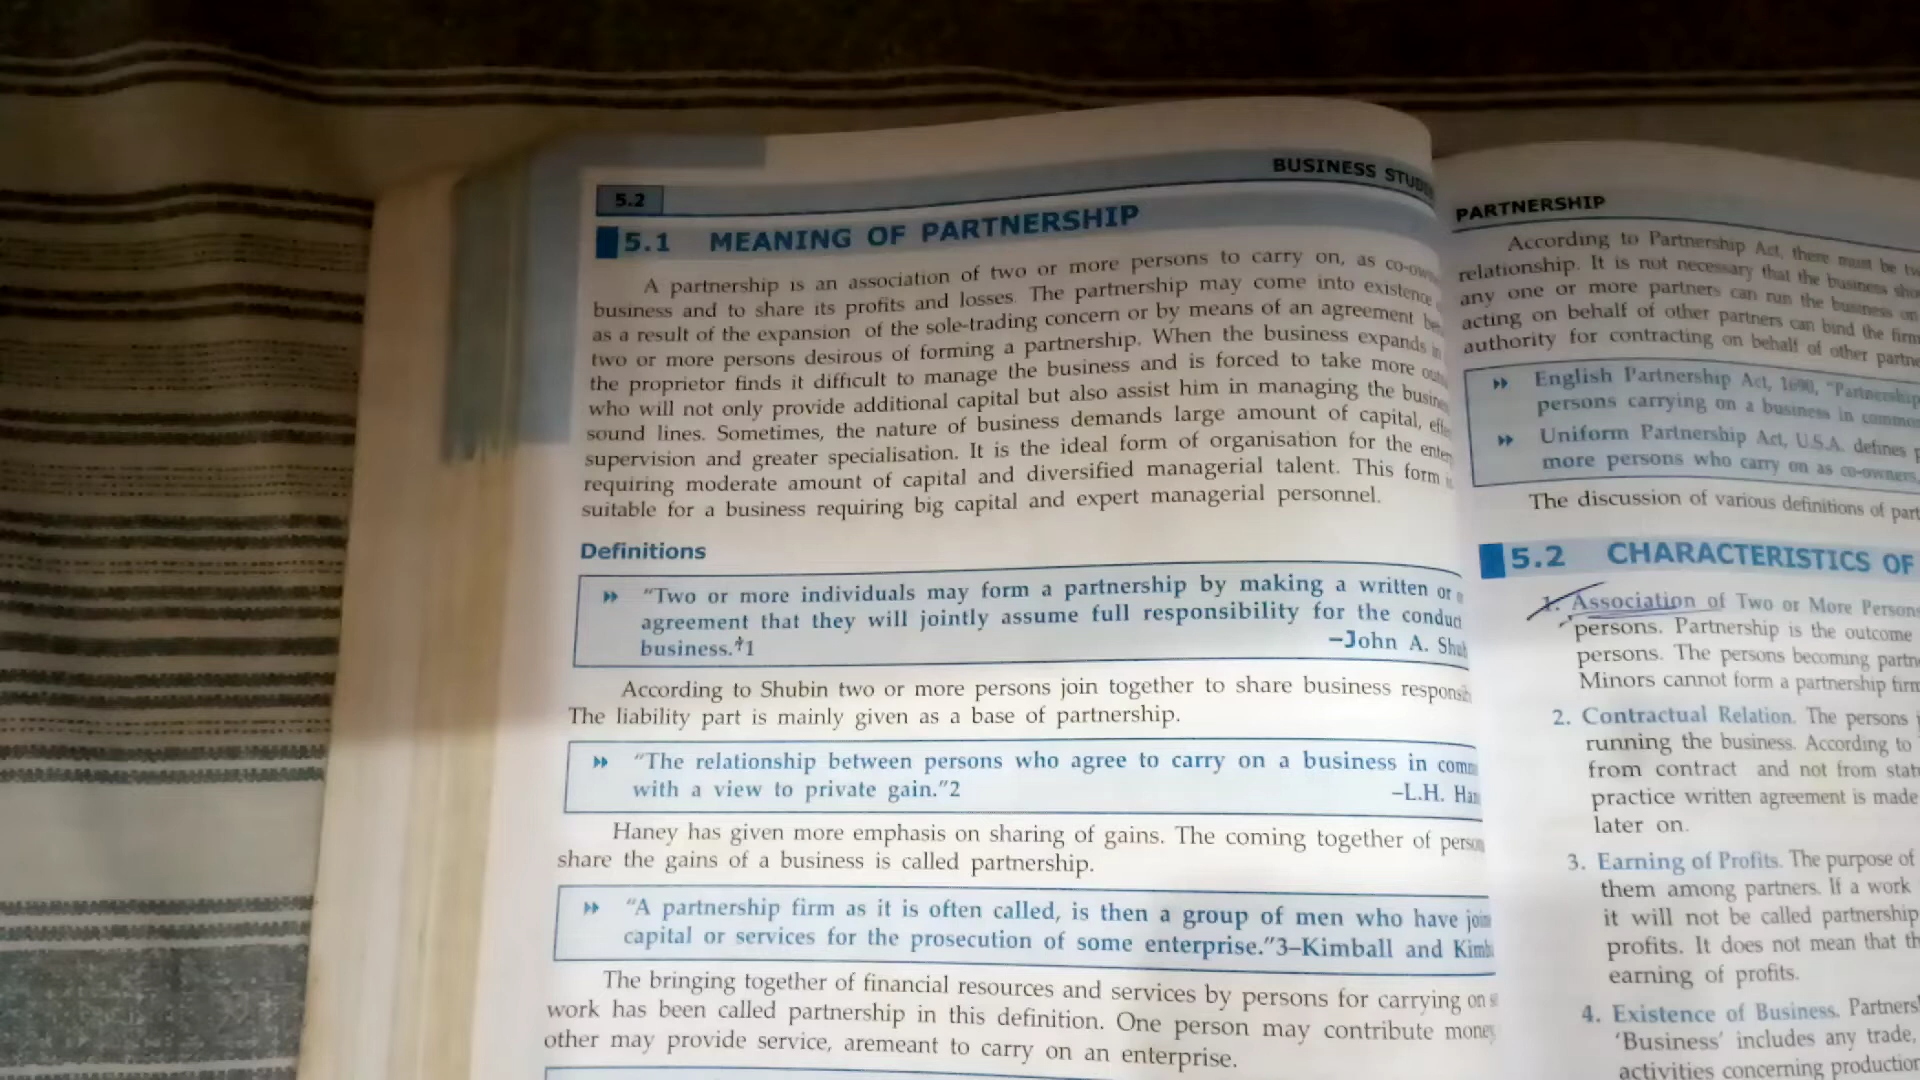 5.2
BUSINESS
5.1 MEANING OF PARTNERSHIP
A partnership is an association of two or more persons to carry on, as
business and to share its profits and losses. The partnership may come into existence
as a result of the expansion of the sole-trading concern or by means of an agreement
two or more persons desirous of forming a partnership. When the business expands
the proprietor finds it difficult to manage the business and is forced to take more
who will not only provide additional capital but also assist him in managing the
sound lines. Sometimes, the nature of business demands large amount of capital,
supervision and greater specialisation. It is the ideal form of organisation for the
requiring moderate amount of capital and diversified managerial talent. This form
suitable for a business requiring big capital and expert managerial personnel.
Definitions
"Two or more individuals may form a partnership by making a written or
agreement that they will jointly assume full responsibility for the
business."1 –John A.
According to Shubin two or more persons join together to share business
The liability part is mainly given as a base of partnership.
"The relationship between persons who agree to carry on a business in
with a view to private gain."2 –L.H.
Haney has given more emphasis on sharing of gains. The coming together of
share the gains of a business is called partnership.
"A partnership firm as it is often called, is then a group of men who have
capital or services for the prosecution of some enterprise."3–Kimball and
The bringing together of financial resources and services by persons for carrying on
work has been called partnership in this definition. One person may contribute money
other may provide service, aremeant to carry on an enterprise.
PARTNERSHIP
According to Partnership Act, there must be
relationship. It is not necessary that the business
any one or more partners can run the business on
acting on behalf of other partners can bind the firm
authority for contracting on behalf of other
English Partnership Act, 1690, "Partnership
persons carrying on a business in
Uniform Partnership Act, U.S.A. defines
more persons who carry on as co-owners,
The discussion of various definitions of
5.2 CHARACTERISTICS OF
1. Association of Two or More Persons
persons. Partnership is the outcome
persons. The persons becoming
Minors cannot form a partnership firm
2. Contractual Relation. The persons
running the business. According to
from contract and not from
practice written agreement is made
later on.
3. Earning of Profits. The purpose of
them among partners. If a work
it will not be called partnership
profits. It does not mean that
earning of profits.
4. Existence of Business.
'Business' includes any trade,
activities concerning production